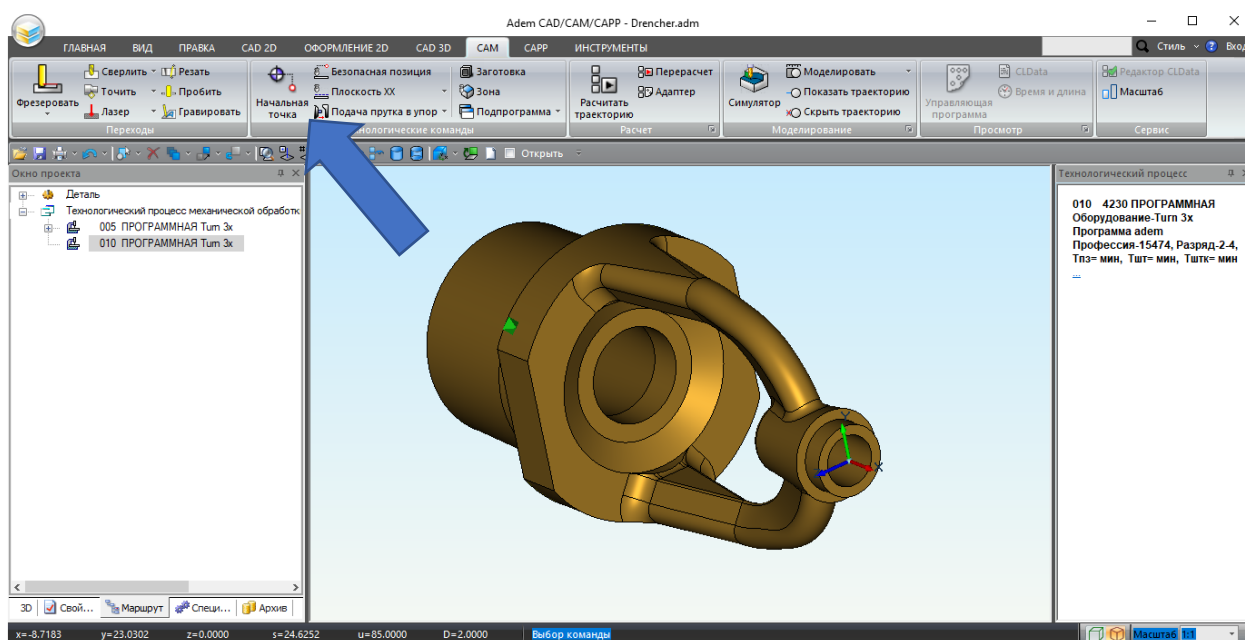 Adem CAD/CAM/CAPP - Drencher.adm
ГЛАВНАЯ ВИД ПРАВКА CAD 2D ОФОРМЛЕНИЕ 2D CAD 3D CAM CAPP ИНСТРУМЕНТЫ Стиль Вход
Фрезеровать
Сверлить Резать
Точить Пробить
Лазер Гравировать
Переходы
Начальная точка
Безопасная позиция Заготовка
Плоскость XX Зона
Подача прутка в упор Подпрограмма
нологические кома
Расчитать траекторию
Перерасчет
Адаптер
Расчет
Симулятор
Моделировать
Показать траекторию
Скрыть траекторию
Моделирование
Управляющая программа
CLData
Время и длина
Просмотр
Редактор CLData
Масштаб
Сервис
Открыть
Окно проекта
Деталь
Технологический процесс механической обработк
005 ПРОГРАММНАЯ Turn 3x
010 ПРОГРАММНАЯ Turn 3x
3D Свой... Маршрут Специ... Архив
Y
X
Технологический процесс
010 4230 ПРОГРАММНАЯ
Оборудование-Turn 3x
Программа adem
Профессия-15474, Разряд-2-4,
Тпз= мин, Тшт= мин, Тштк= мин
...
x=-8.7183 y=23.0302 z=0.0000 s=24.6252 u=85.0000 D=2.0000 Выбор команды Масштаб 1:1